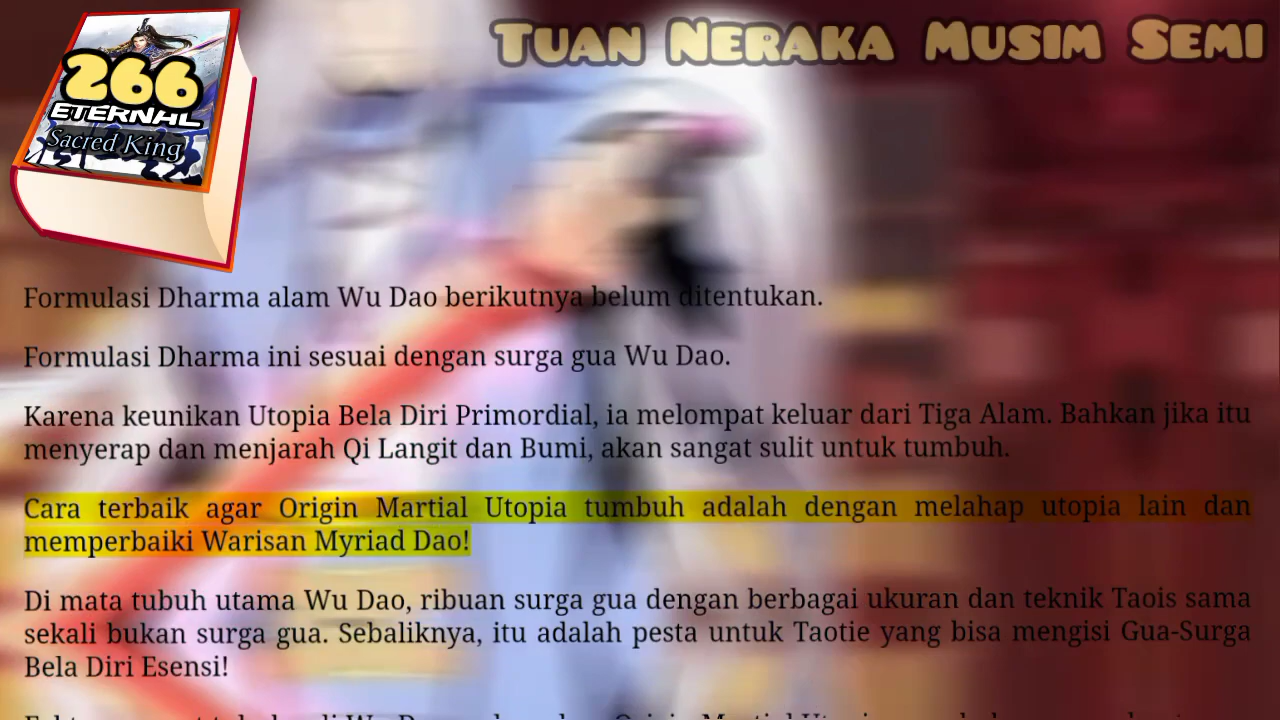 Tuan Neraka Musim Semi
266
ETERNAL
Sacred King
Formulasi Dharma alam Wu Dao berikutnya belum ditentukan.
Formulasi Dharma ini sesuai dengan surga gua Wu Dao.
Karena keunikan Utopia Bela Diri Primordial, ia melompat keluar dari Tiga Alam. Bahkan jika itu
menyerap dan menjarah Qi Langit dan Bumi, akan sangat sulit untuk tumbuh.
Cara terbaik agar Origin Martial Utopia tumbuh adalah dengan melahap utopia lain dan
memperbaiki Warisan Myriad Dao!
Di mata tubuh utama Wu Dao, ribuan surga gua dengan berbagai ukuran dan teknik Taois sama
sekali bukan surga gua. Sebaliknya, itu adalah pesta untuk Taotie yang bisa mengisi Gua-Surga
Bela Diri Esensi!